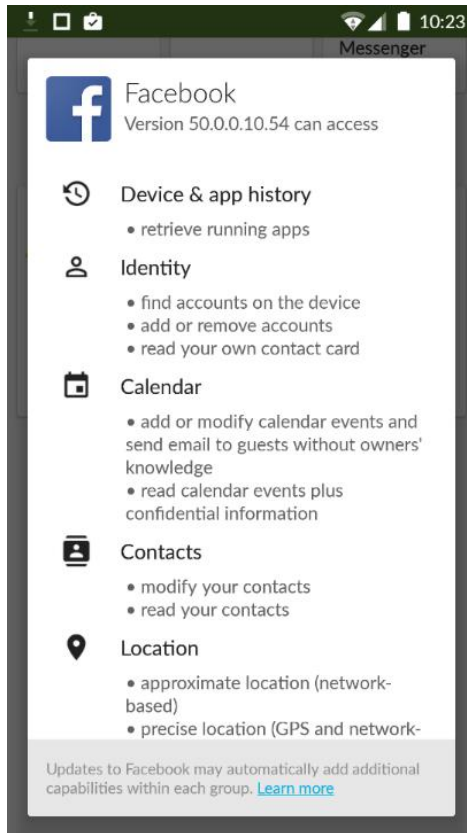 10:23
Messenger
Facebook
Version 50.0.0.10.54 can access
Device & app history
• retrieve running apps
Identity
• find accounts on the device
• add or remove accounts
• read your own contact card
Calendar
• add or modify calendar events and
send email to guests without owners'
knowledge
• read calendar events plus
confidential information
Contacts
• modify your contacts
• read your contacts
Location
• approximate location (network-
based)
• precise location (GPS and network-
Updates to Facebook may automatically add additional
capabilities within each group. Learn more